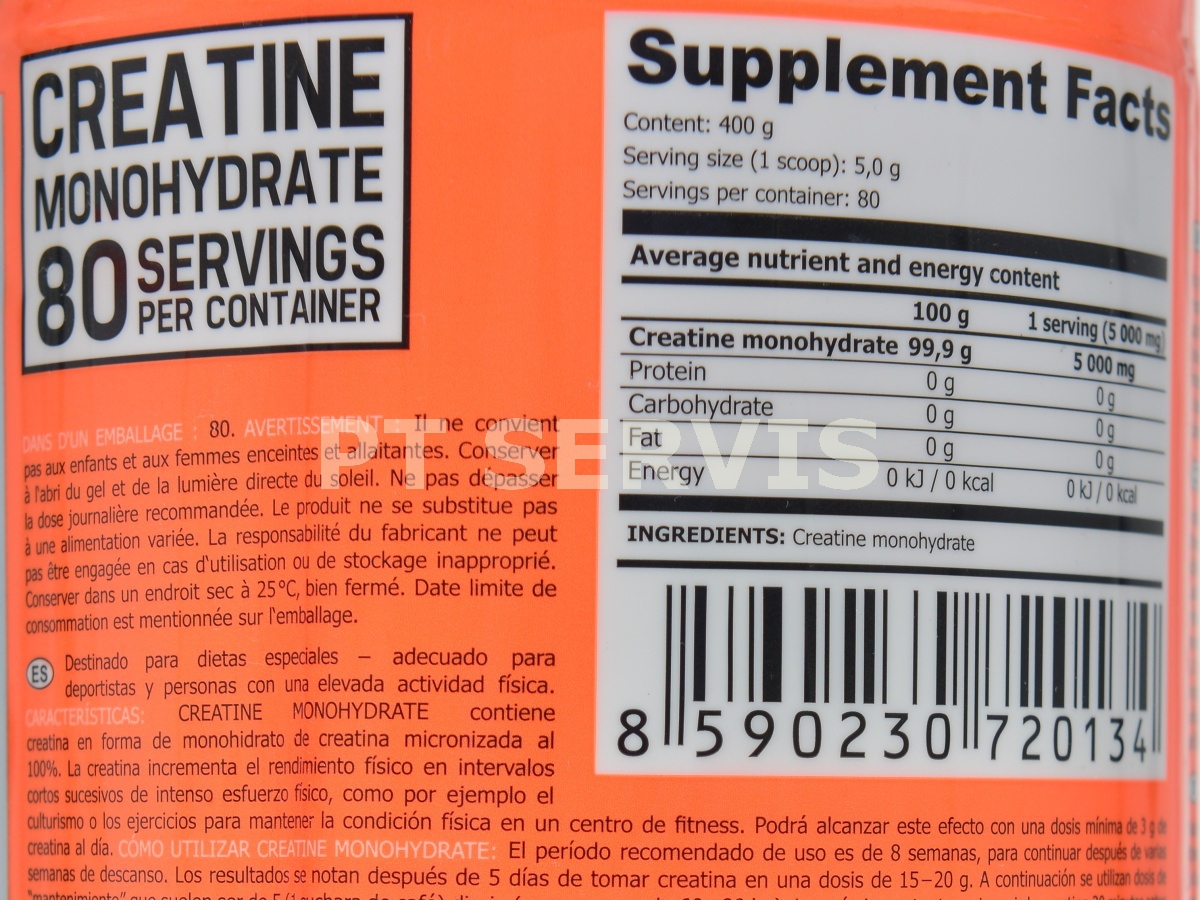 CREATINE
MONOHYDRATE
80 SERVINGS
PER CONTAINER
DANS D'UN EMBALLAGE : 80. AVERTISSEMENT : Il ne convient
pas aux enfants et aux femmes enceintes et allaitantes. Conserver
à l'abri du gel et de la lumière directe du soleil. Ne pas dépasser
la dose journalière recommandée. Le produit ne se substitue pas
à une alimentation variée. La responsabilité du fabricant ne peut
pas être engagée en cas d'utilisation ou de stockage inapproprié.
Conserver dans un endroit sec à 25°C, bien fermé. Date limite de
consommation est mentionnée sur l'emballage.
ES Destinado para dietas especiales – adecuado para
deportistas y personas con una elevada actividad física.
CARACTERÍSTICAS: CREATINE MONOHYDRATE contiene
creatina en forma de monohidrato de creatina micronizada al
100%. La creatina incrementa el rendimiento físico en intervalos
cortos sucesivos de intenso esfuerzo físico, como por ejemplo el
culturismo o los ejercicios para mantener la condición física en un centro de fitness. Podrá alcanzar este efecto con una dosis mínima de 3 g de
creatina al día. CÓMO UTILIZAR CREATINE MONOHYDRATE: El período recomendado de uso es de 8 semanas, para continuar después de varias
semanas de descanso. Los resultados se notan después de 5 días de tomar creatina en una dosis de 15–20 g. A continuación se utilizan dosis de
Supplement Facts
Content: 400 g
Serving size (1 scoop): 5,0 g
Servings per container: 80
Average nutrient and energy content
100 g 1 serving (5 000 mg)
Creatine monohydrate 99,9 g 5 000 mg
Protein 0 g 0 g
Carbohydrate 0 g 0 g
Fat 0 g 0 g
Energy 0 kJ / 0 kcal 0 kJ / 0 kcal
INGREDIENTS: Creatine monohydrate
8 590230 720134
PT SERVIS